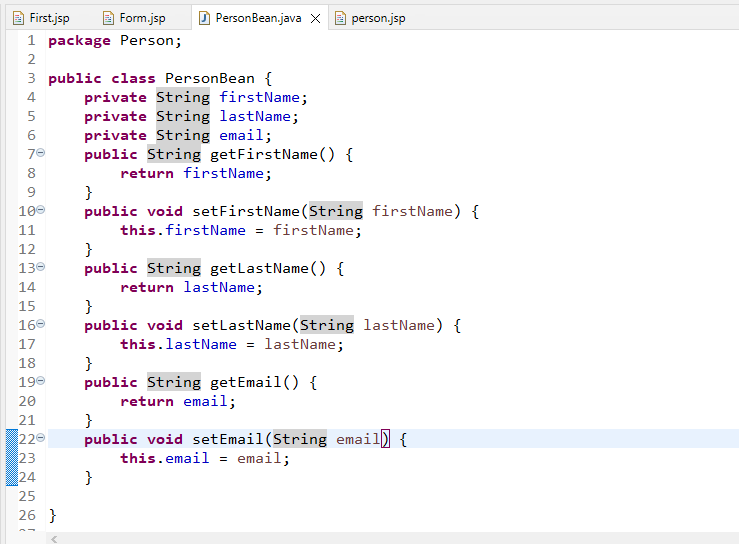 First.jsp Form.jsp PersonBean.java person.jsp
1 package Person;
2
3 public class PersonBean {
4     private String firstName;
5     private String lastName;
6     private String email;
7     public String getFirstName() {
8         return firstName;
9     }
10     public void setFirstName(String firstName) {
11         this.firstName = firstName;
12     }
13     public String getLastName() {
14         return lastName;
15     }
16     public void setLastName(String lastName) {
17         this.lastName = lastName;
18     }
19     public String getEmail() {
20         return email;
21     }
22     public void setEmail(String email) {
23         this.email = email;
24     }
25
26 }